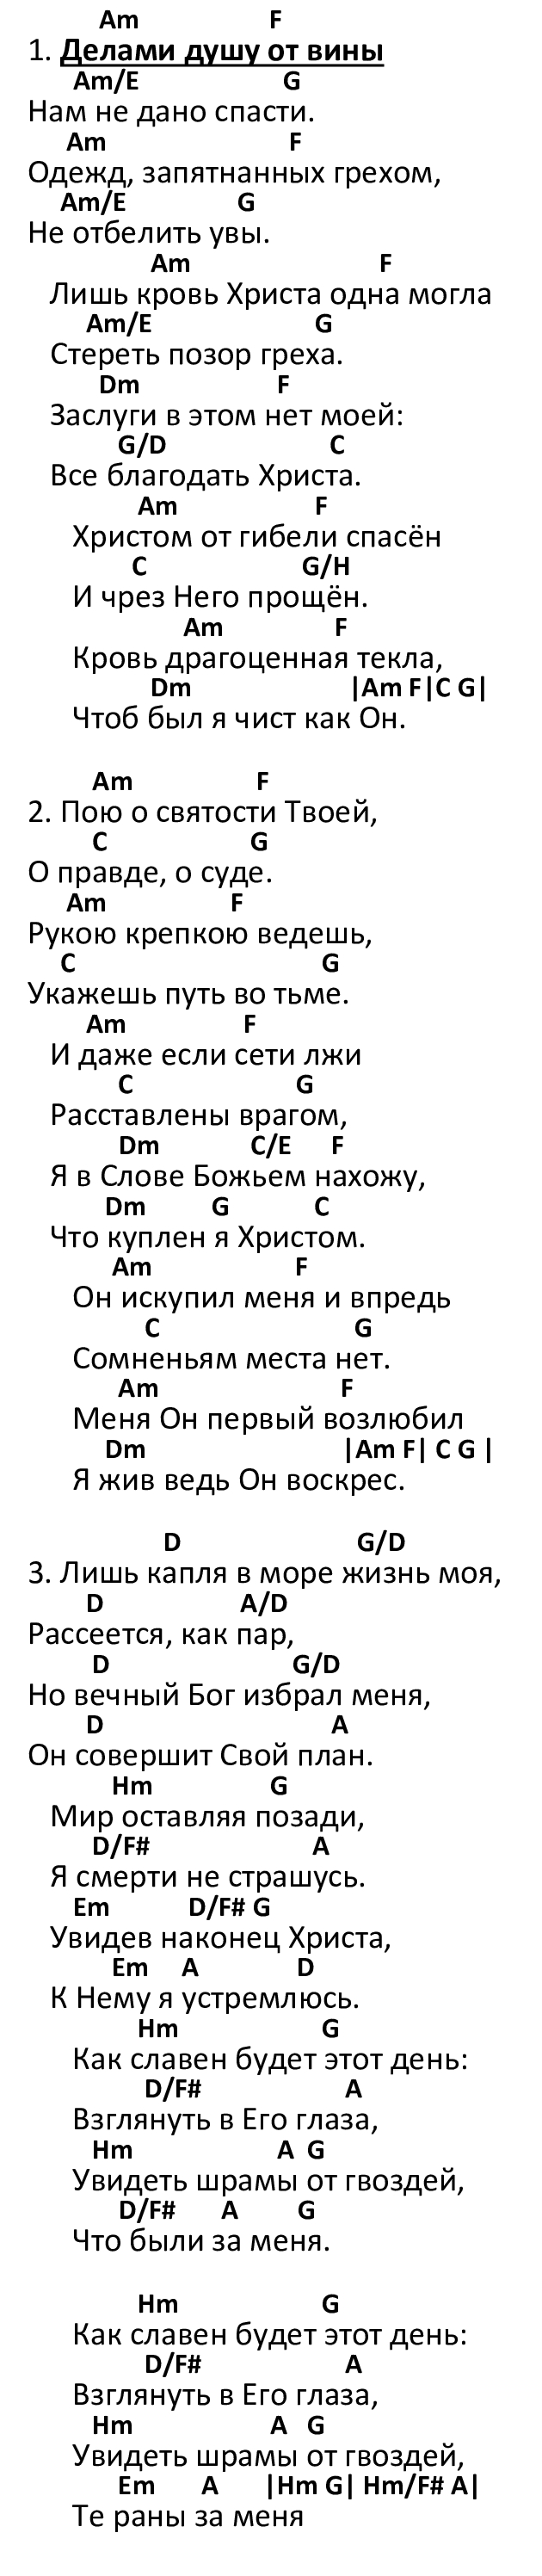 Am F
1. Делами душу от вины
Am/E G
Нам не дано спасти.
Am F
Одежд, запятнанных грехом,
Am/E G
Не отбелить увы.
Am F
Лишь кровь Христа одна могла
Am/E G
Стереть позор греха.
Dm F
Заслуги в этом нет моей:
G/D C
Все благодать Христа.
Am F
Христом от гибели спасён
C G/H
И чрез Него прощён.
Am F
Кровь драгоценная текла,
Dm |Am F|C G|
Чтоб был я чист как Он.
Am F
2. Пою о святости Твоей,
C G
О правде, о суде.
Am F
Рукою крепкою ведешь,
C G
Укажешь путь во тьме.
Am F
И даже если сети лжи
C G
Расставлены врагом,
Dm C/E F
Я в Слове Божьем нахожу,
Dm G C
Что куплен я Христом.
Am F
Он искупил меня и впредь
C G
Сомненьям места нет.
Am F
Меня Он первый возлюбил
Dm |Am F| C G |
Я жив ведь Он воскрес.
D G/D
3. Лишь капля в море жизнь моя,
D A/D
Рассеется, как пар,
D G/D
Но вечный Бог избрал меня,
D A
Он совершит Свой план.
Hm G
Мир оставляя позади,
D/F# A
Я смерти не страшусь.
Em D/F# G
Увидев наконец Христа,
Em A D
К Нему я устремлюсь.
Hm G
Как славен будет этот день:
D/F# A
Взглянуть в Его глаза,
Hm A G
Увидеть шрамы от гвоздей,
D/F# A G
Что были за меня.
Hm G
Как славен будет этот день:
D/F# A
Взглянуть в Его глаза,
Hm A G
Увидеть шрамы от гвоздей,
Em A |Hm G| Hm/F# A|
Те раны за меня